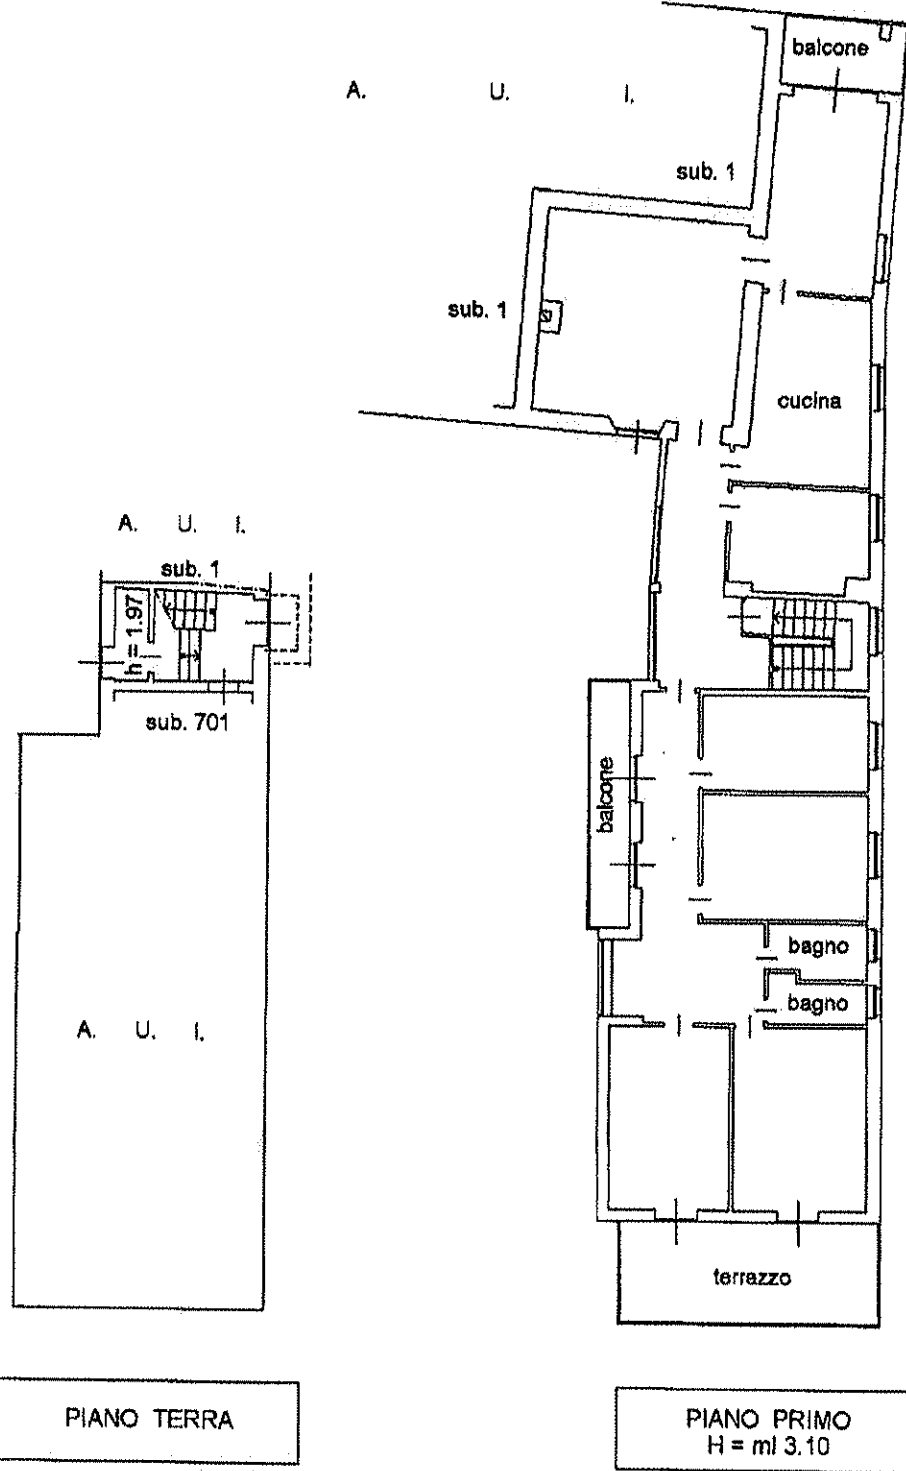 balcone
A. U. I.
sub. 1
sub. 1
cucina
A. U. I.
sub. 1
h = 1.97
sub. 701
balcone
bagno
bagno
A. U. I.
terrazzo
PIANO TERRA
PIANO PRIMO
H = ml 3.10